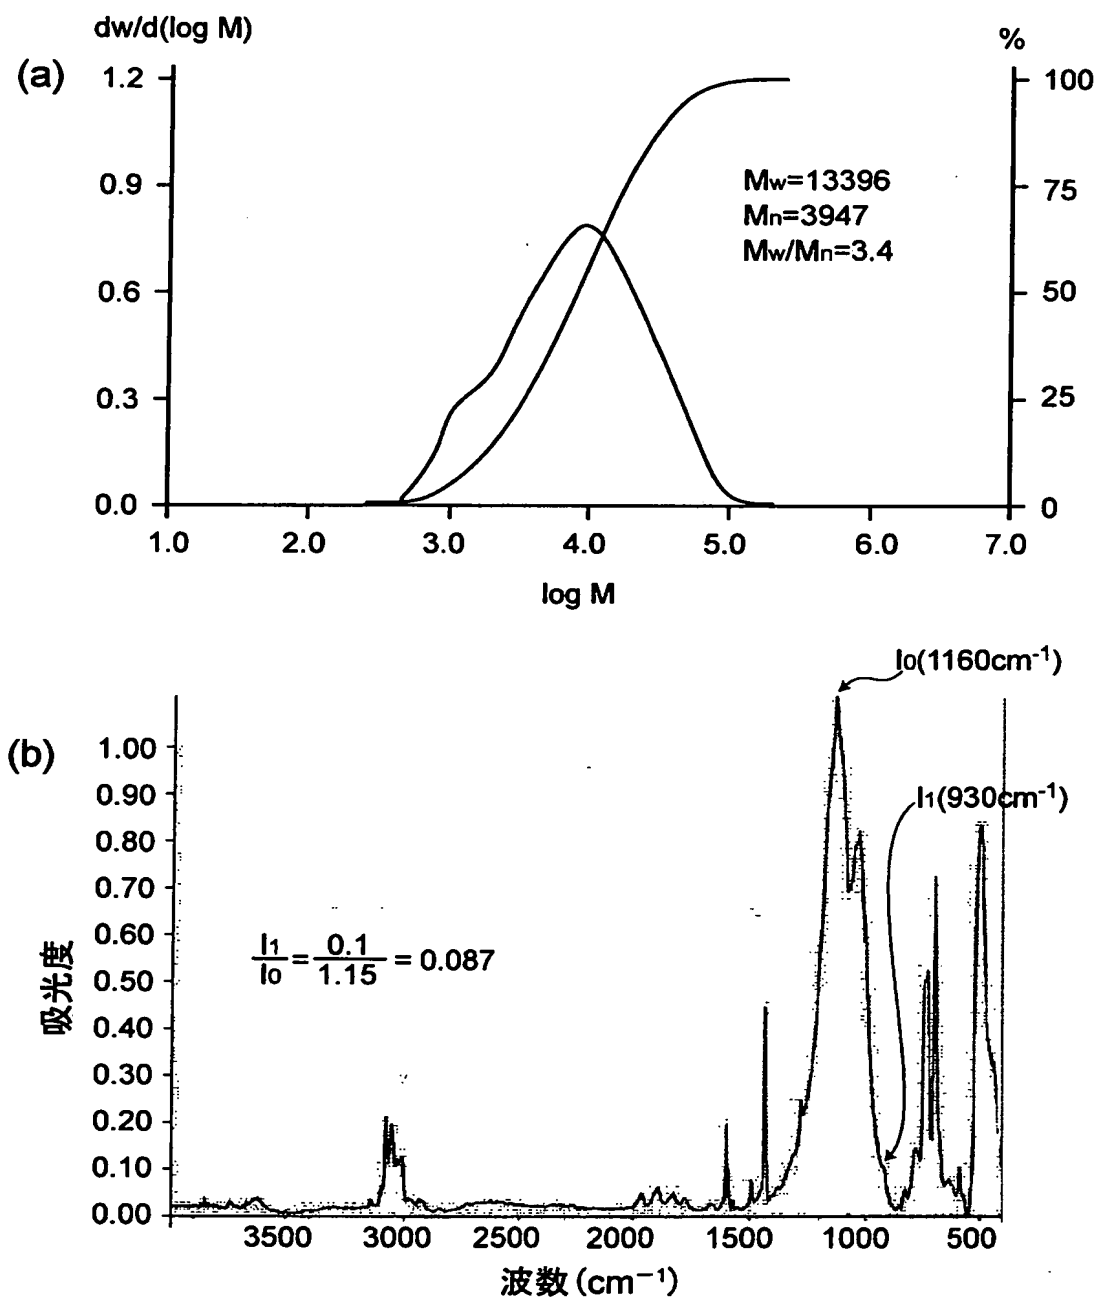 dw/d(log M)
%
(a)
1.2
0.9
0.6
0.3
0.0
100
75
50
25
0
Mw=13396
Mn=3947
Mw/Mn=3.4
1.0 2.0 3.0 4.0 5.0 6.0 7.0
log M
(b)
I0(1160cm-1)
I1(930cm-1)
1.00
0.90
0.80
0.70
0.60
0.50
0.40
0.30
0.20
0.10
0.00
吸光度
I1/I0 = 0.1/1.15 = 0.087
3500 3000 2500 2000 1500 1000 500
波数(cm-1)